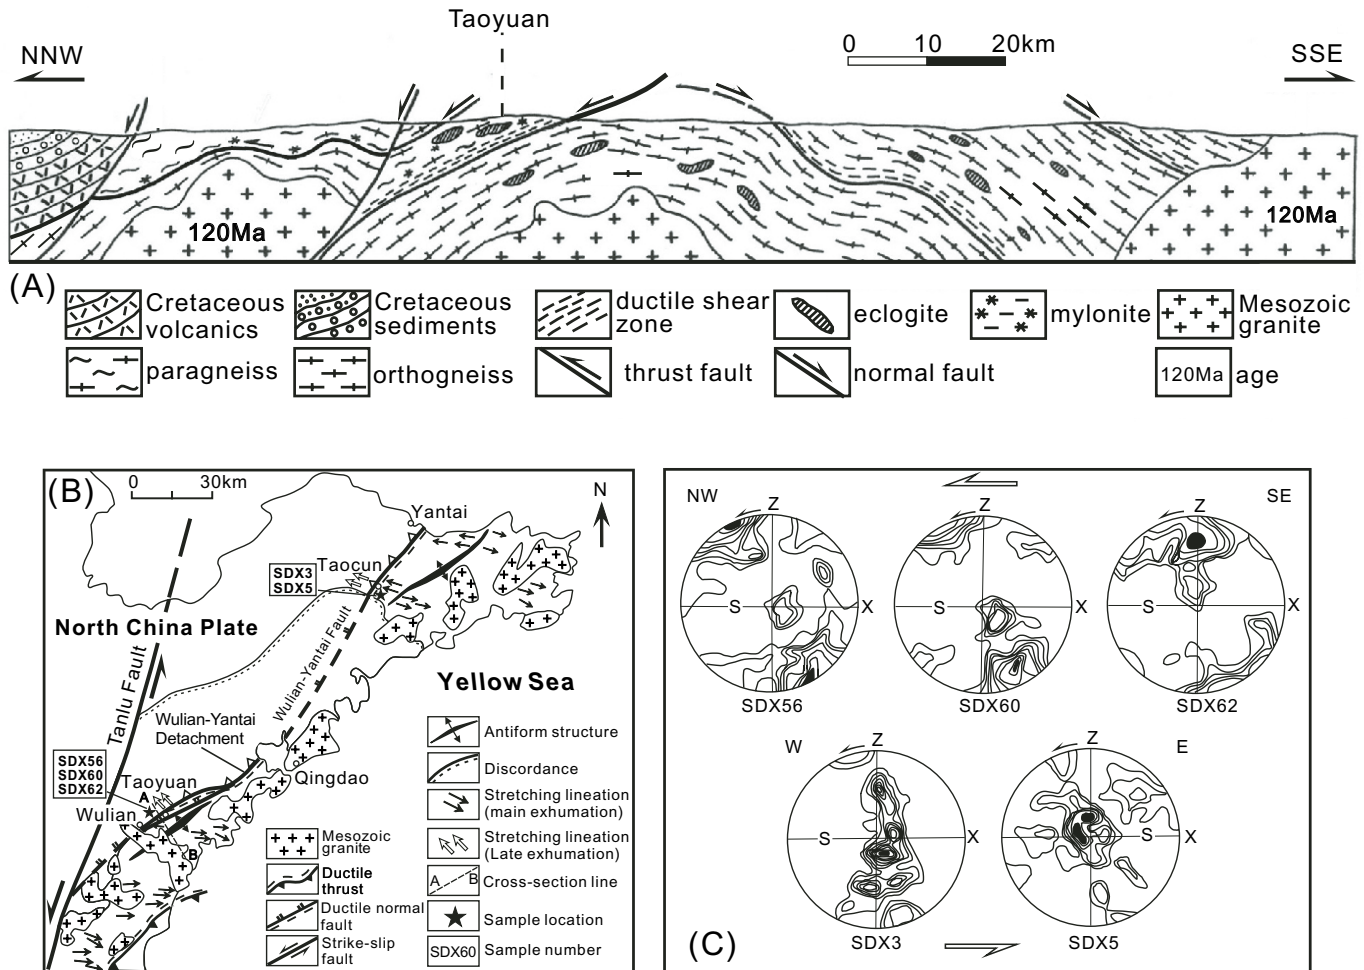 Taoyuan
NNW
0 10 20km
SSE
120Ma
120Ma
(A)
Cretaceous volcanics
Cretaceous sediments
ductile shear zone
eclogite
mylonite
Mesozoic granite
paragneiss
orthogneiss
thrust fault
normal fault
120Ma age
(B)
0 30km
N
Yantai
Taocun
SDX3
SDX5
North China Plate
Tanlu Fault
Wulian-Yantai Fault
Yellow Sea
Wulian-Yantai
Detachment
SDX56
SDX60
SDX62
Taoyuan
A
Wulian
Qingdao
B
Antiform structure
Discordance
Stretching lineation
(main exhumation)
Stretching lineation
(Late exhumation)
A B Cross-section line
Sample location
SDX60 Sample number
Mesozoic
granite
Ductile
thrust
Ductile normal
fault
Strike-slip
fault
NW
SE
Z
S
X
SDX56
Z
S
X
SDX60
Z
S
X
SDX62
W
E
Z
S
X
SDX3
Z
S
X
SDX5
(C)